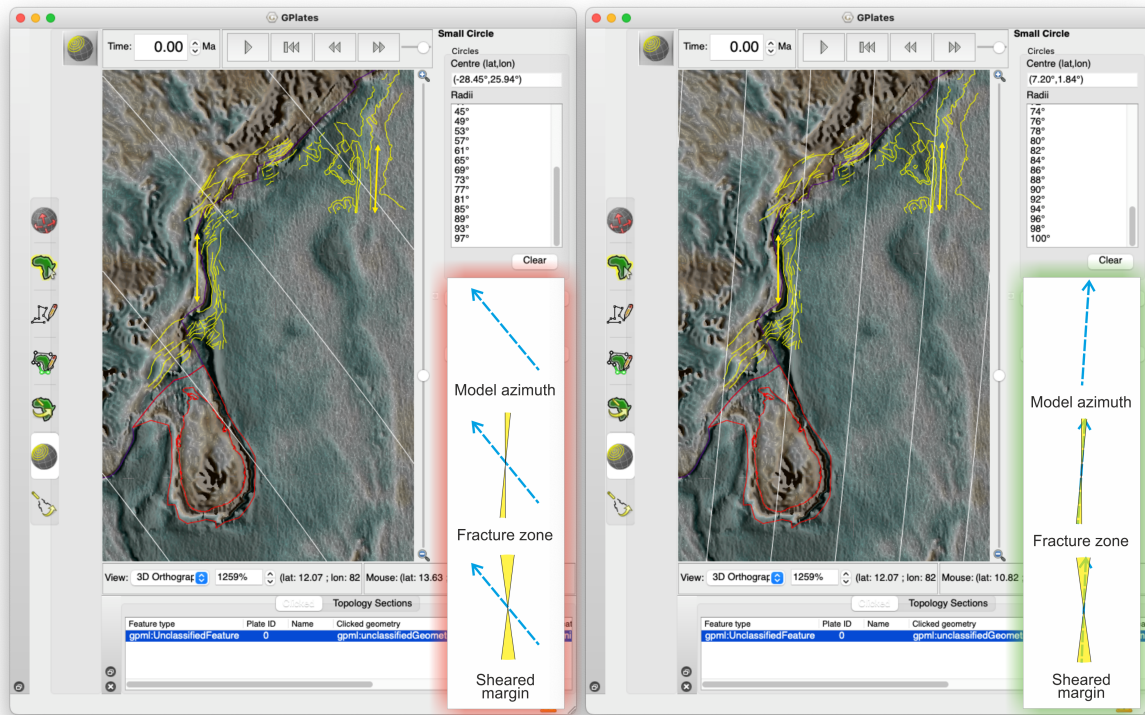 GPlates
Time: 0.00 Ma
Small Circle
Circles
Centre (lat,lon)
(-28.45°,25.94°)
Radii
45°
49°
53°
57°
61°
65°
69°
73°
77°
81°
85°
89°
93°
97°
Clear
Model azimuth
Fracture zone
Sheared
margin
View: 3D Orthograp 1259% (lat: 12.07 ; lon: 82 Mouse: (lat: 13.63
Clicked Topology Sections
Feature type Plate ID Name Clicked geometry
gpml:UnclassifiedFeature 0 gpml:unclassifiedGeomet
GPlates
Time: 0.00 Ma
Small Circle
Circles
Centre (lat,lon)
(7.20°,1.84°)
Radii
74°
76°
78°
80°
82°
84°
86°
88°
90°
92°
94°
96°
98°
100°
Clear
Model azimuth
Fracture zone
Sheared
margin
View: 3D Orthograp 1259% (lat: 12.07 ; lon: 82 Mouse: (lat: 10.82
Clicked Topology Sections
Feature type Plate ID Name Clicked geometry
gpml:UnclassifiedFeature 0 gpml:unclassifiedGeom